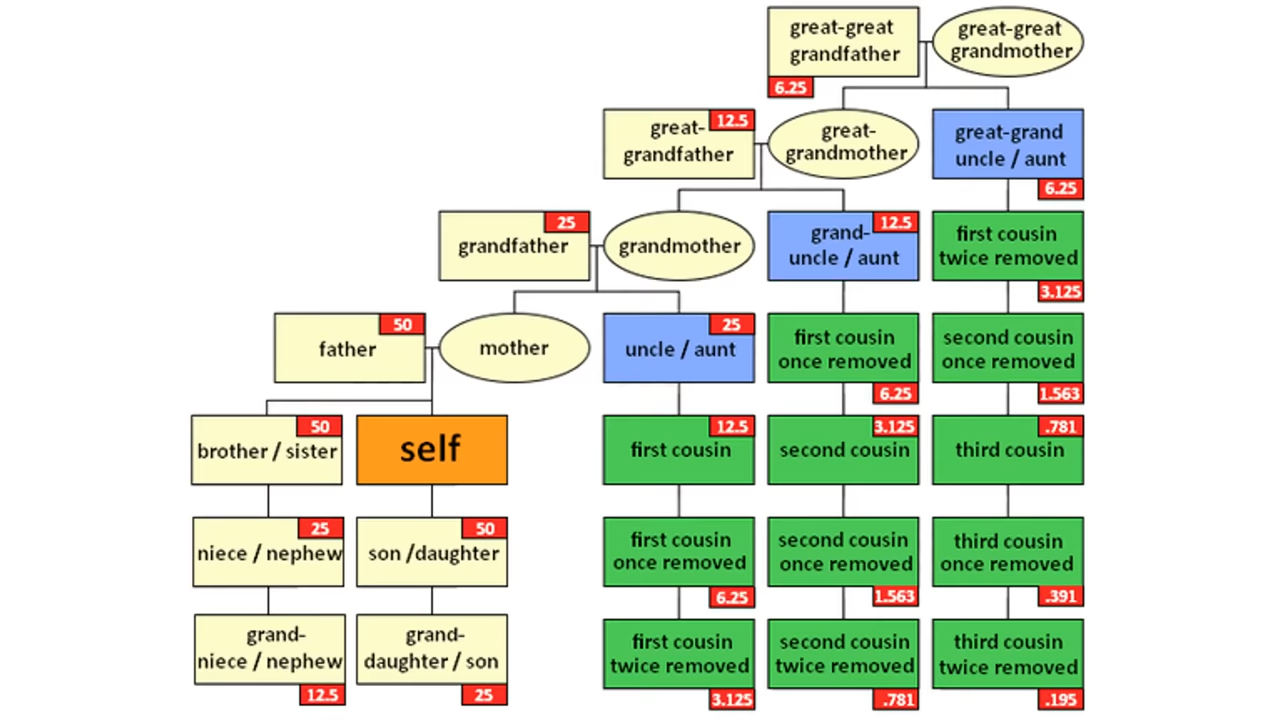 great-great
grandfather
6.25
great-great
grandmother
great-
grandfather
12.5
great-
grandmother
great-grand
uncle / aunt
6.25
grandfather
25
grandmother
grand-
uncle / aunt
12.5
first cousin
twice removed
3.125
father
50
mother
uncle / aunt
25
first cousin
once removed
6.25
second cousin
once removed
1.563
brother / sister
50
self
first cousin
12.5
second cousin
3.125
third cousin
.781
niece / nephew
25
son /daughter
50
first cousin
once removed
6.25
second cousin
once removed
1.563
third cousin
once removed
.391
grand-
niece / nephew
12.5
grand-
daughter / son
25
first cousin
twice removed
3.125
second cousin
twice removed
.781
third cousin
twice removed
.195